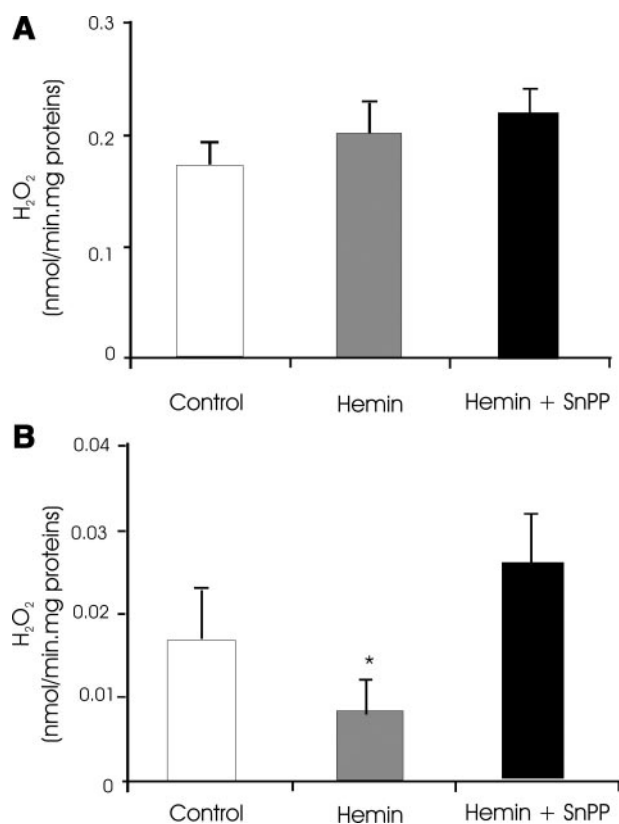 A
H₂O₂
(nmol/min.mg proteins)
0.3
0.2
0.1
0
Control Hemin Hemin + SnPP
B
H₂O₂
(nmol/min.mg proteins)
0.04
0.03
0.02
0.01
0
*
Control Hemin Hemin + SnPP